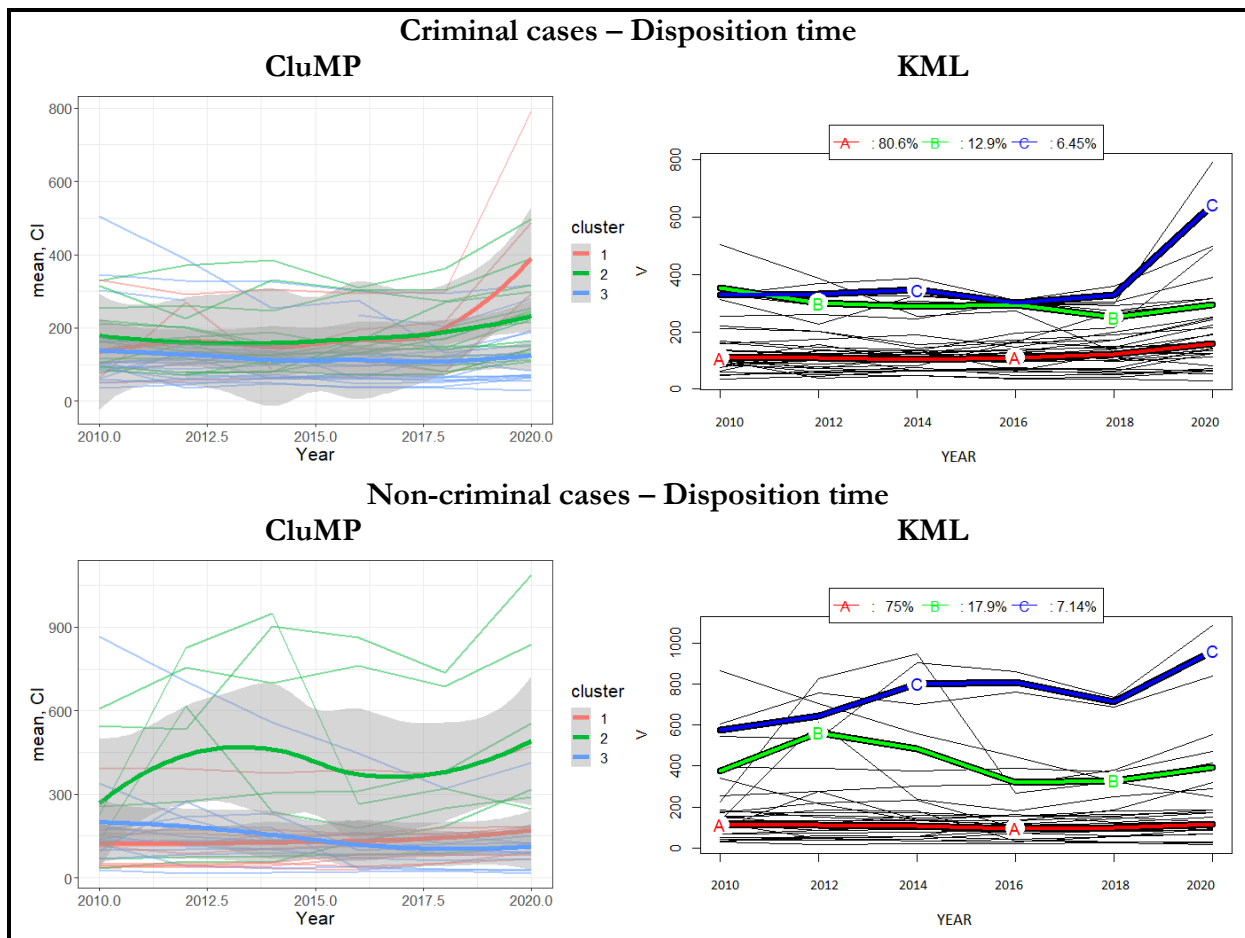 Criminal cases – Disposition time
CluMP
KML
800
600
400
200
0
mean, CI
2010.0 2012.5 2015.0 2017.5 2020.0
Year
cluster
1
2
3
A : 80.6% B : 12.9% C : 6.45%
800
600
400
200
0
V
A B C A B C
2010 2012 2014 2016 2018 2020
YEAR
Non-criminal cases – Disposition time
CluMP
KML
900
600
300
0
mean, CI
2010.0 2012.5 2015.0 2017.5 2020.0
Year
cluster
1
2
3
A : 75% B : 17.9% C : 7.14%
1000
800
600
400
200
0
V
A B C A B C
2010 2012 2014 2016 2018 2020
YEAR